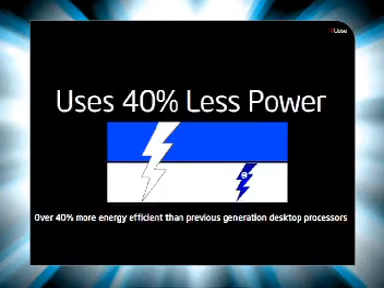 Uses 40% Less Power
Over 40% more energy efficient than previous generation desktop processors